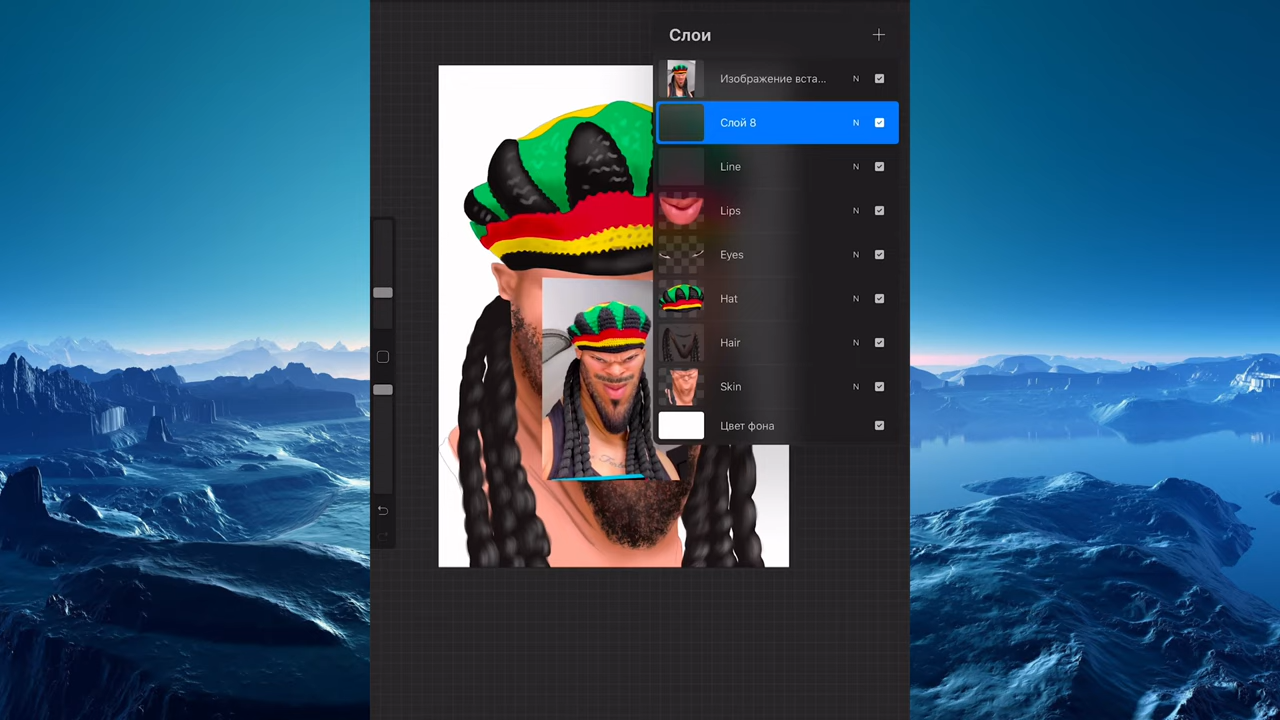 Слои
Изображение вста... N
Слой 8 N
Line N
Lips N
Eyes N
Hat N
Hair N
Skin N
Цвет фона